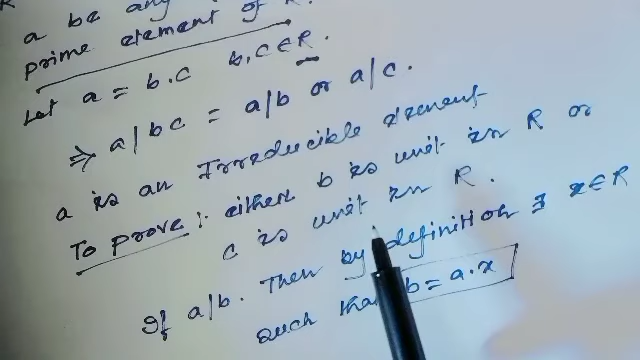 a be any
prime element of R.
Let a = b.c b,c ∈ R.
⇒ a/bc = a/b or a/c.
a is an Irreducible element
To prove: either b is unit in R or
c is unit in R.
If a/b. Then by definition ∃ x ∈ R
such that b = a.x